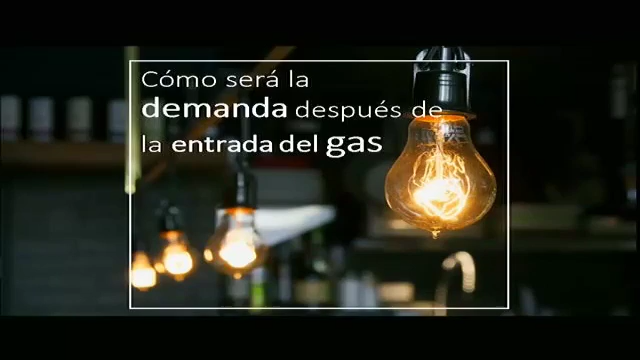 Cómo será la
demanda después de
la entrada del gas